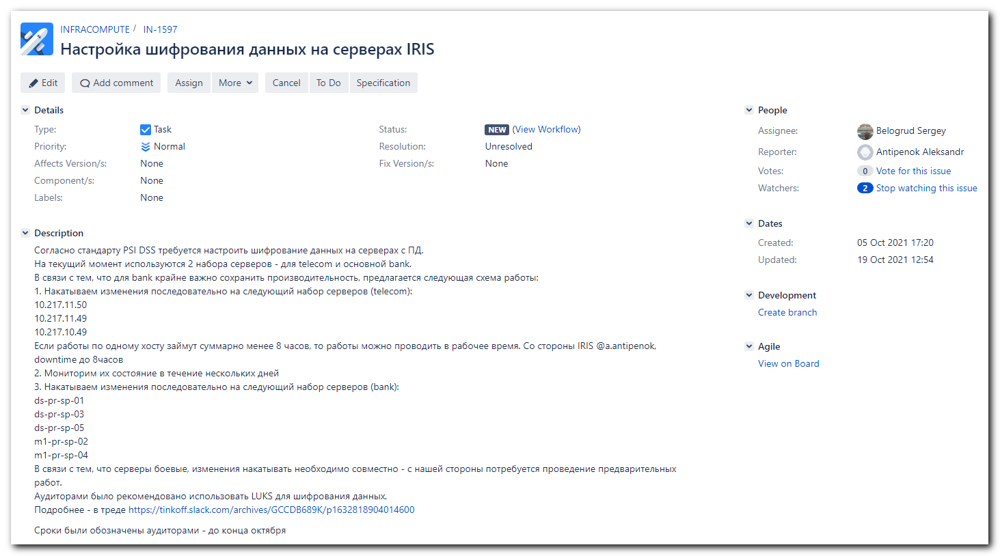 INFRACOMPUTE / IN-1597
Настройка шифрования данных на серверах IRIS
Edit Add comment Assign More Cancel To Do Specification
Details
Type: Task
Status: NEW (View Workflow)
Priority: Normal
Resolution: Unresolved
Affects Version/s: None
Fix Version/s: None
Component/s: None
Labels: None
Description
Согласно стандарту PSI DSS требуется настроить шифрование данных на серверах с ПД.
На текущий момент используются 2 набора серверов - для telecom и основной bank.
В связи с тем, что для bank крайне важно сохранить производительность, предлагается следующая схема работы:
1. Накатываем изменения последовательно на следующий набор серверов (telecom):
10.217.11.50
10.217.11.49
10.217.10.49
Если работы по одному хосту займут суммарно менее 8 часов, то работы можно проводить в рабочее время. Со стороны IRIS @a.antipenok,
downtime до 8часов
2. Мониторим их состояние в течение нескольких дней
3. Накатываем изменения последовательно на следующий набор серверов (bank):
ds-pr-sp-01
ds-pr-sp-03
ds-pr-sp-05
m1-pr-sp-02
m1-pr-sp-04
В связи с тем, что серверы боевые, изменения накатывать необходимо совместно - с нашей стороны потребуется проведение предварительных
работ.
Аудиторами было рекомендовано использовать LUKS для шифрования данных.
Подробнее - в треде https://tinkoff.slack.com/archives/GCCDB689K/p1632818904014600
Сроки были обозначены аудиторами - до конца октября
People
Assignee: Belogrud Sergey
Reporter: Antipenok Aleksandr
Votes: 0 Vote for this issue
Watchers: 2 Stop watching this issue
Dates
Created: 05 Oct 2021 17:20
Updated: 19 Oct 2021 12:54
Development
Create branch
Agile
View on Board